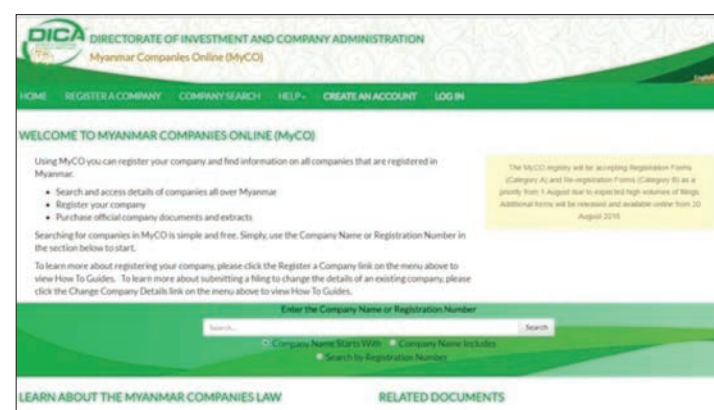 DICA
DIRECTORATE OF INVESTMENT AND COMPANY ADMINISTRATION
Myanmar Companies Online (MyCO)
English
HOME REGISTER A COMPANY COMPANY SEARCH HELP CREATE AN ACCOUNT LOG IN
WELCOME TO MYANMAR COMPANIES ONLINE (MyCO)
Using MyCO you can register your company and find information on all companies that are registered in
Myanmar.
• Search and access details of companies all over Myanmar
• Register your company
• Purchase official company documents and extracts
Searching for companies in MyCO is simple and free. Simply, use the Company Name or Registration Number in
the section below to start.
To learn more about registering your company, please click the Register a Company link on the menu above to
view How To Guides. To learn more about submitting a filing to change the details of an existing company, please
click the Change Company Details link on the menu above to view How To Guides.
The MyCO registry will be accepting Registration Forms
(Category A) and Re-registration Forms (Category B) as a
priority from 1 August due to expected high volumes of filings.
Additional forms will be released and available online from 20
August 2018
Enter the Company Name or Registration Number
Search... Search
Company Name Starts With Company Name Includes
Search by Registration Number
LEARN ABOUT THE MYANMAR COMPANIES LAW
RELATED DOCUMENTS